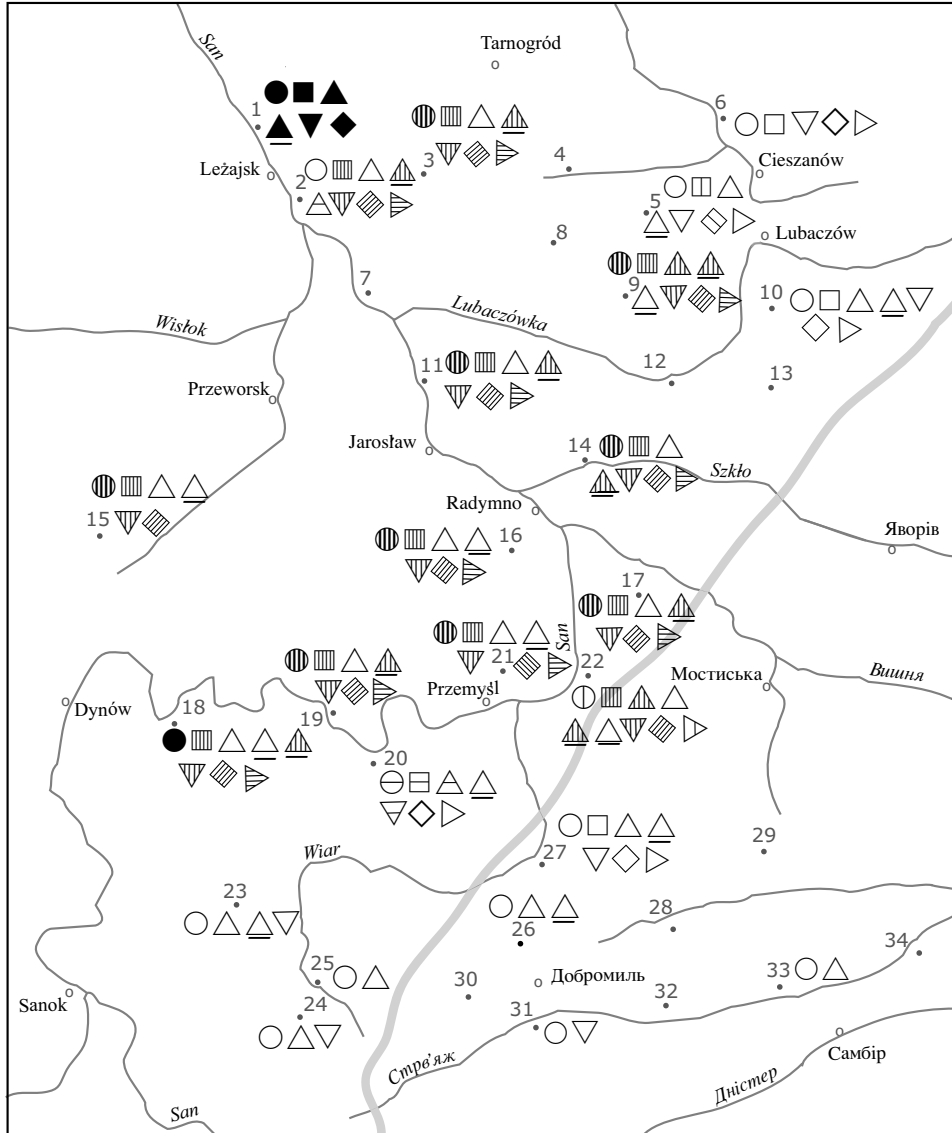 San
Tarnogród
1
6
Leżajsk
2
3
4
Cieszanów
5
8
Lubaczów
7
9
10
Wisłok
Lubaczówka
11
12
13
Przeworsk
Jarosław
14
Szkło
15
Radymno
16
Яворів
17
San
21
22
Мостиська
Вишня
Przemyśl
Dynów
18
19
20
Wiar
27
29
23
26
28
25
30
Добромиль
32
33
34
Sanok
24
31
Самбір
Стрв’яж
Дністер
San